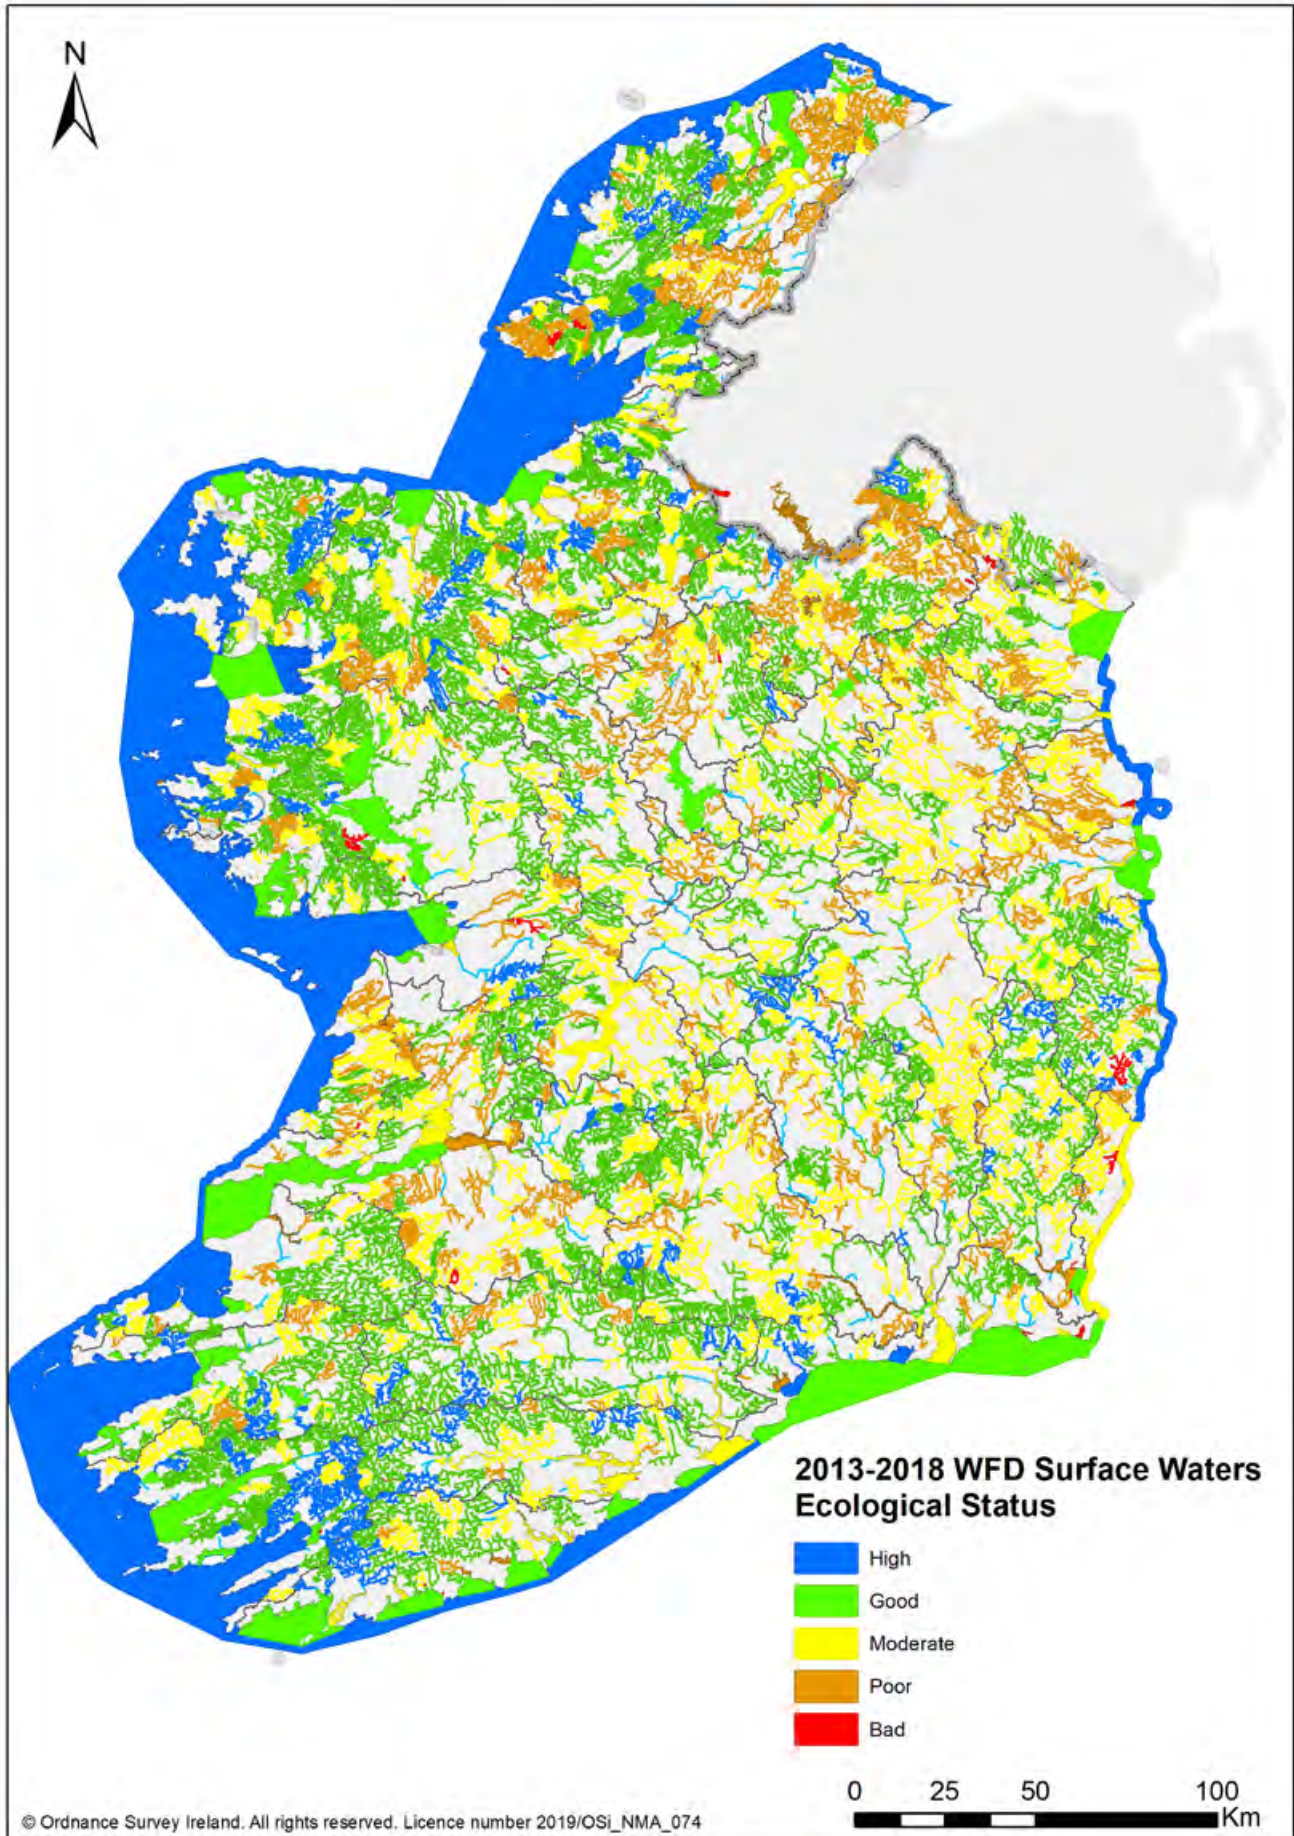 N
2013-2018 WFD Surface Waters
Ecological Status
High
Good
Moderate
Poor
Bad
0 25 50 100
Km
© Ordnance Survey Ireland. All rights reserved. Licence number 2019/OSi_NMA_074